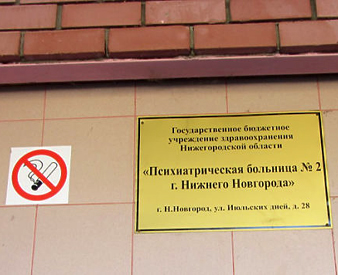 Государственное бюджетное
учреждение здравоохранения
Нижегородской области
«Психиатрическая больница № 2
г. Нижнего Новгорода»
г. Н.Новгород, ул. Июльских дней, д. 28